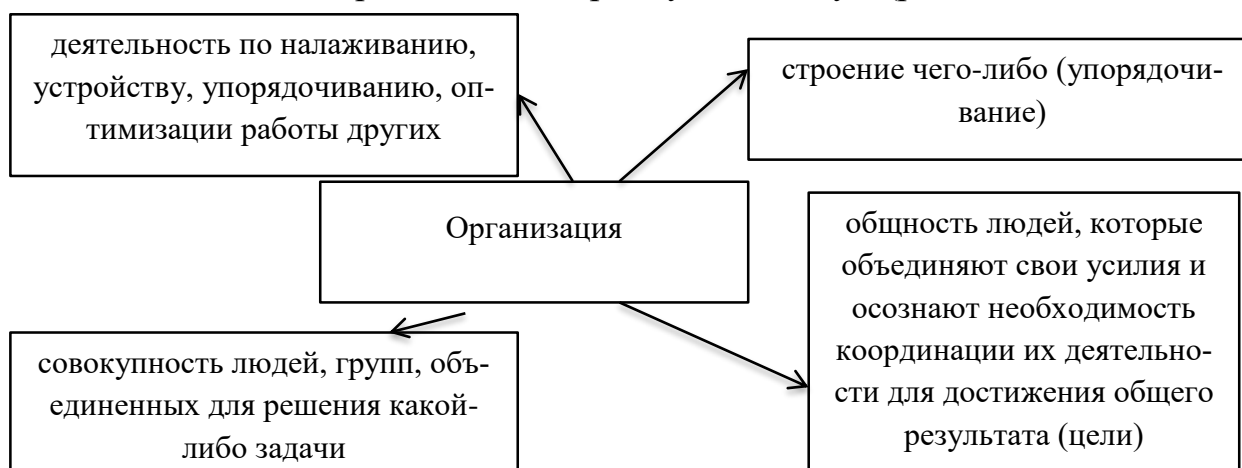 деятельность по налаживанию,
устройству, упорядочиванию, оп-
тимизации работы других
строение чего-либо (упорядочи-
вание)
Организация
общность людей, которые
объединяют свои усилия и
осознают необходимость
координации их деятельно-
сти для достижения общего
результата (цели)
совокупность людей, групп, объ-
единенных для решения какой-
либо задачи